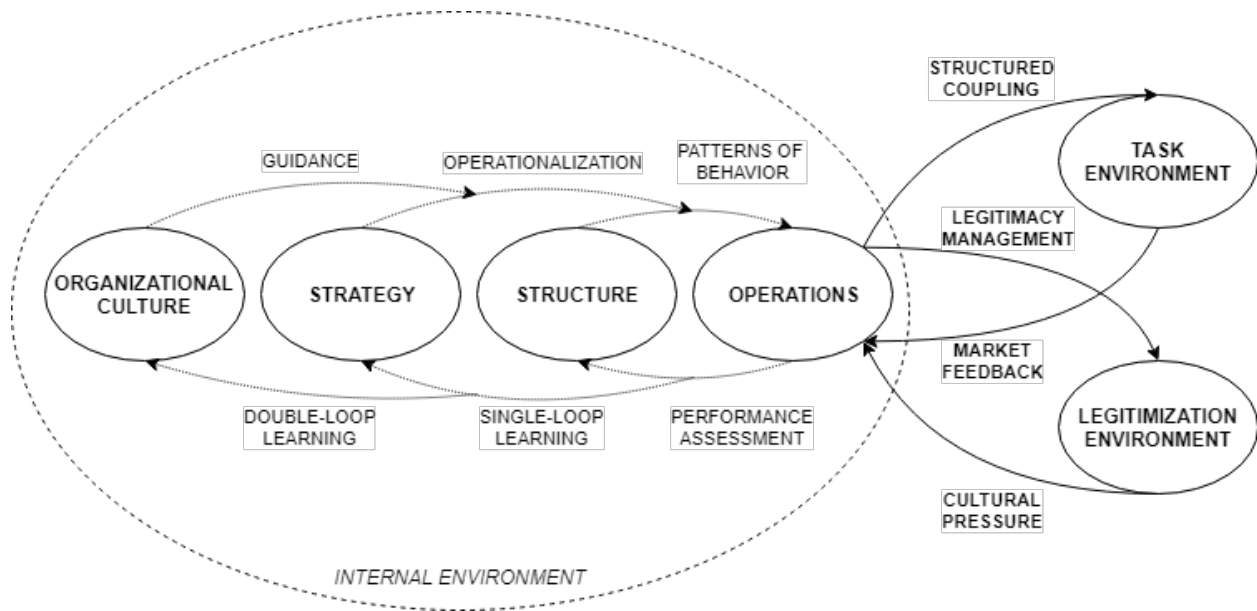 STRUCTURED
COUPLING
TASK
ENVIRONMENT
GUIDANCE
OPERATIONALIZATION
PATTERNS OF
BEHAVIOR
LEGITIMACY
MANAGEMENT
ORGANIZATIONAL
CULTURE
STRATEGY
STRUCTURE
OPERATIONS
MARKET
FEEDBACK
DOUBLE-LOOP
LEARNING
SINGLE-LOOP
LEARNING
PERFORMANCE
ASSESSMENT
LEGITIMIZATION
ENVIRONMENT
CULTURAL
PRESSURE
INTERNAL ENVIRONMENT